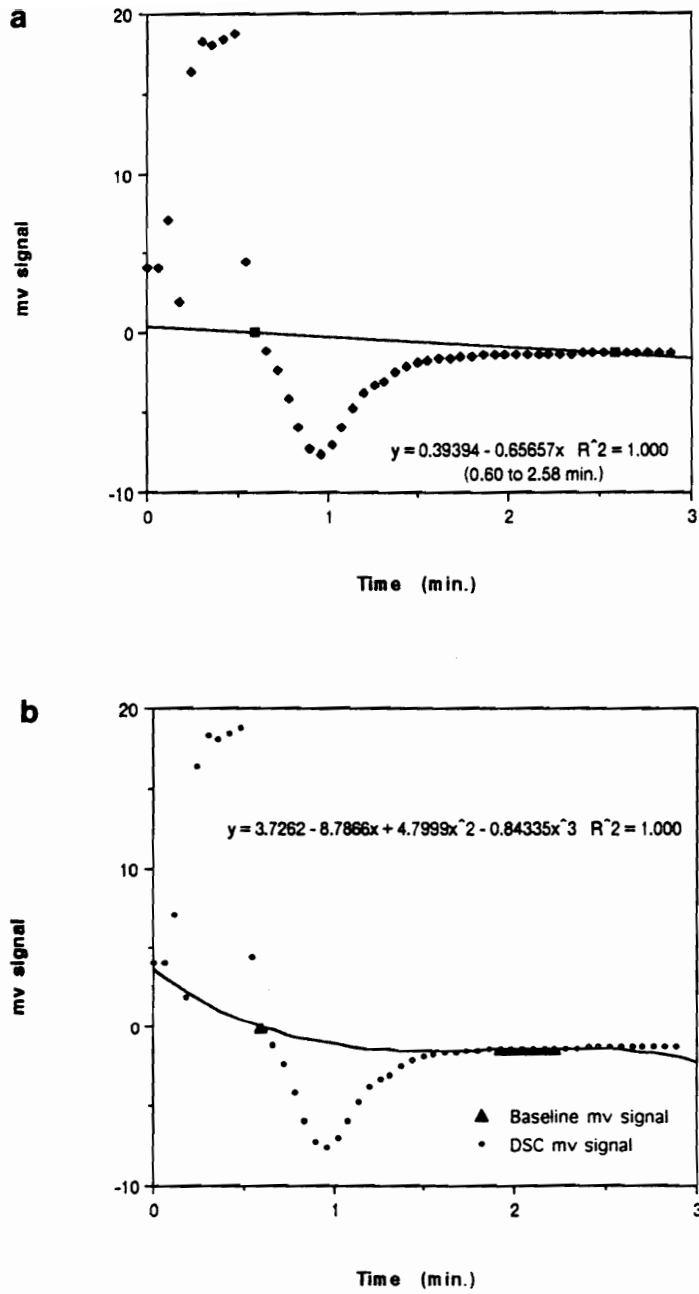 a
20
10
0
-10
mv signal
y = 0.39394 - 0.65657x R^2 = 1.000
(0.60 to 2.58 min.)
0 1 2 3
Time (min.)
b
20
10
0
-10
mv signal
y = 3.7262 - 8.7866x + 4.7999x^2 - 0.84335x^3 R^2 = 1.000
Baseline mv signal
DSC mv signal
0 1 2 3
Time (min.)